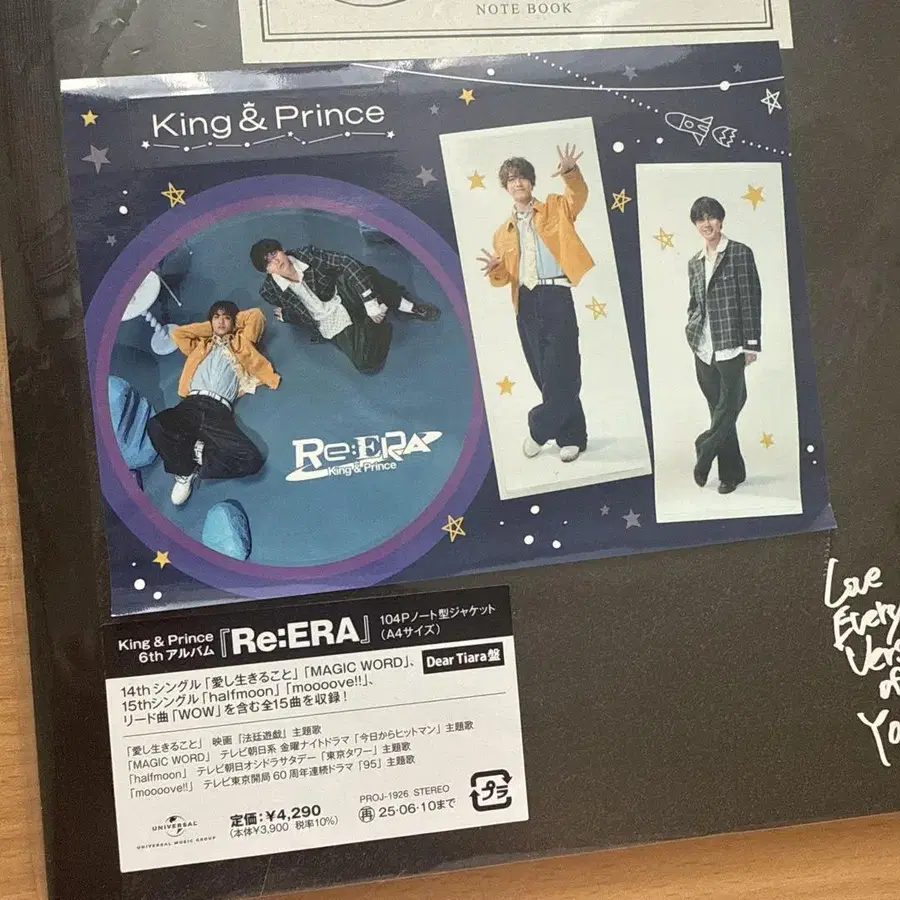 NOTE BOOK
King & Prince
Re:ERA
King & Prince
King & Prince
6th アルバム『Re:ERA』
104Pノート型ジャケット
(A4サイズ)
Dear Tiara盤
14thシングル「愛し生きること」「MAGIC WORD」、
15thシングル「halfmoon」「moooove!!」、
リード曲「WOW」を含む全15曲を収録！
「愛し生きること」 映画『法廷遊戯』主題歌
「MAGIC WORD」 テレビ朝日系 金曜ナイトドラマ「今日からヒットマン」主題歌
「halfmoon」 テレビ朝日オシドラサタデー「東京タワー」主題歌
「moooove!!」 テレビ東京開局60周年連続ドラマ「95」主題歌
UNIVERSAL
UNIVERSAL MUSIC GROUP
定価：¥4,290
(本体¥3,900 税率10%)
PROJ-1926 STEREO
再 25・06・10まで
プラ
Love
Every
Vers
of
Yo